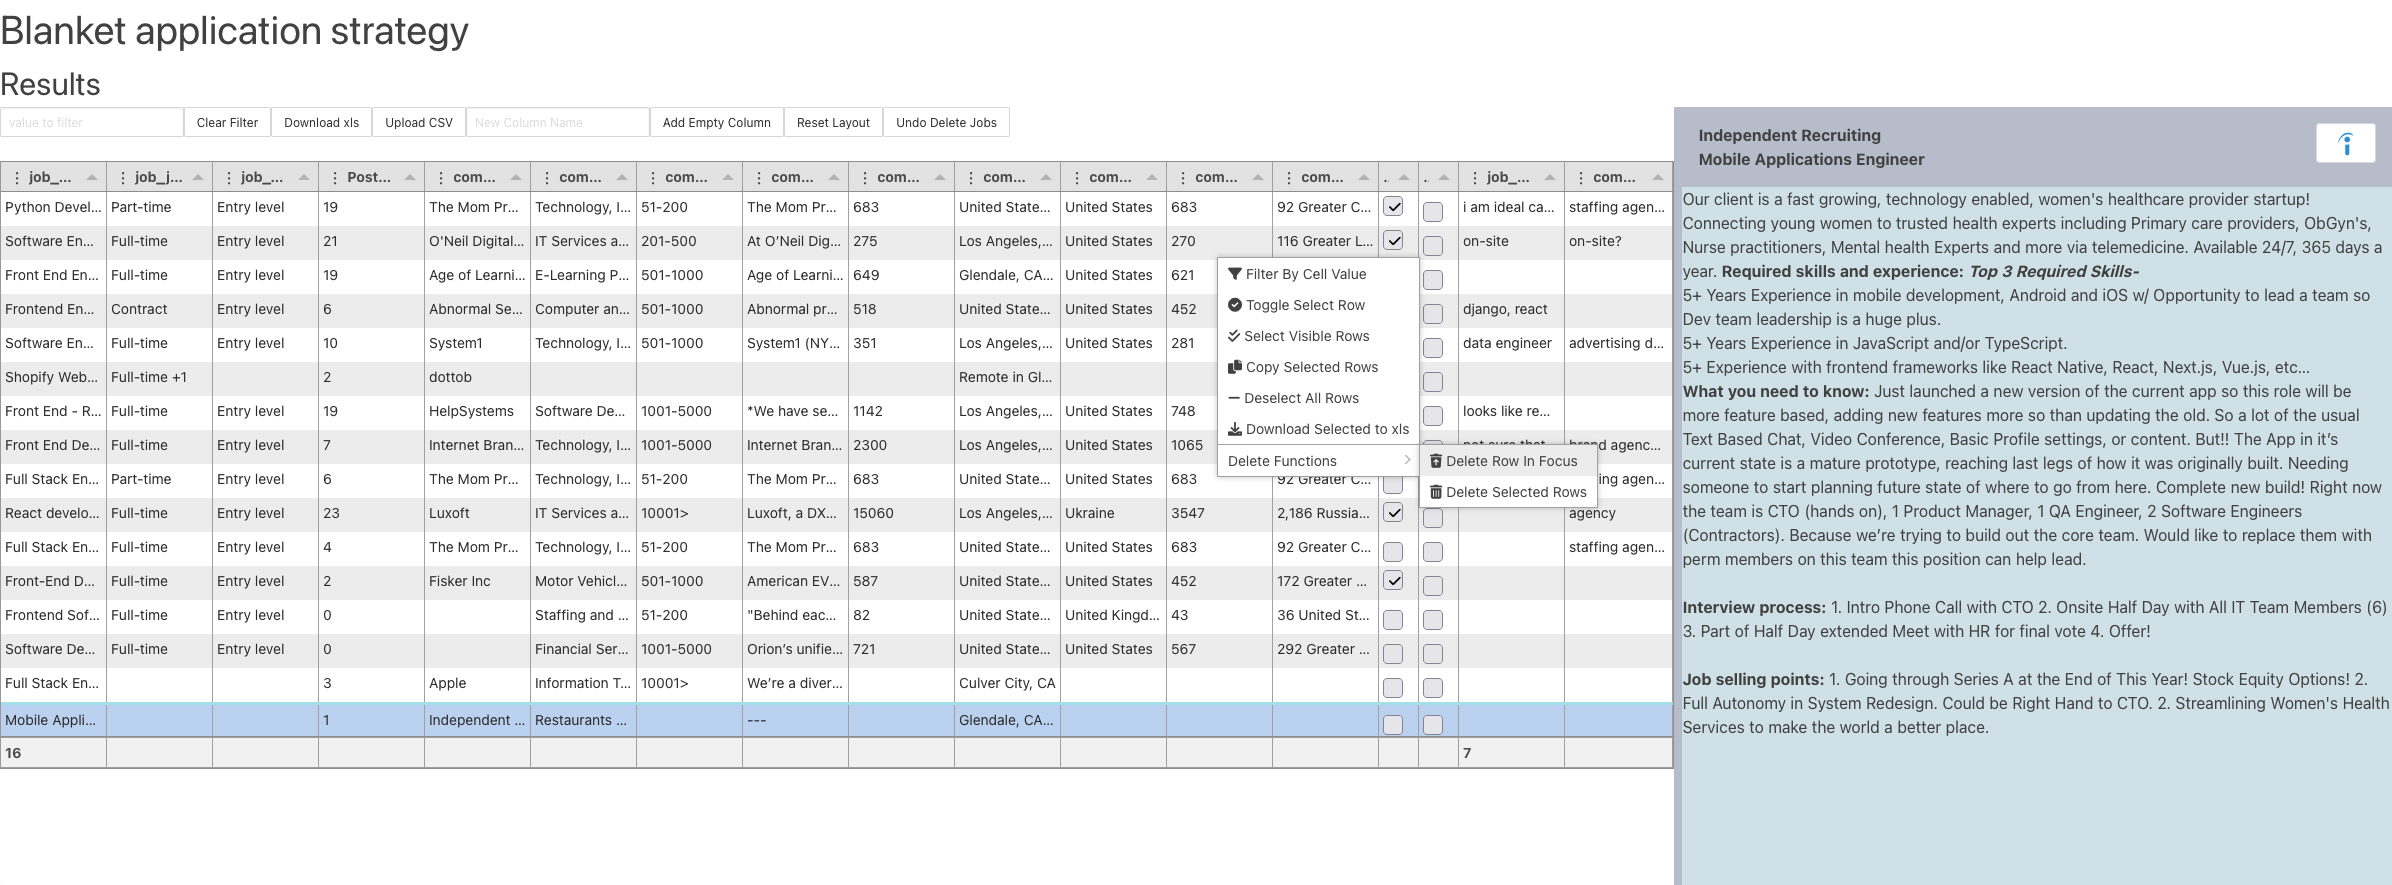 Blanket application strategy
Results
value to filter Clear Filter Download xls Upload CSV New Column Name Add Empty Column Reset Layout Undo Delete Jobs
job_... job_j... job_... Post... com... com... com... com... com... com... com... com... com... . . job_... com...
Python Devel... Part-time Entry level 19 The Mom Pr... Technology, I... 51-200 The Mom Pr... 683 United State... United States 683 92 Greater C... i am ideal ca... staffing agen...
Software En... Full-time Entry level 21 O'Neil Digital... IT Services a... 201-500 At O’Neil Dig... 275 Los Angeles,... United States 270 116 Greater L... on-site on-site?
Front End En... Full-time Entry level 19 Age of Learni... E-Learning P... 501-1000 Age of Learni... 649 Glendale, CA... United States 621
Frontend En... Contract Entry level 6 Abnormal Se... Computer an... 501-1000 Abnormal pr... 518 United State... United States 452 django, react
Software En... Full-time Entry level 10 System1 Technology, I... 501-1000 System1 (NY... 351 Los Angeles,... United States 281 data engineer advertising d...
Shopify Web... Full-time +1 2 dottob Remote in Gl...
Front End - R... Full-time Entry level 19 HelpSystems Software De... 1001-5000 *We have se... 1142 Los Angeles,... United States 748 looks like re...
Front End De... Full-time Entry level 7 Internet Bran... Technology, I... 1001-5000 Internet Bran... 2300 Los Angeles,... United States 1065 agenc...
Full Stack En... Part-time Entry level 6 The Mom Pr... Technology, I... 51-200 The Mom Pr... 683 United State... United States 683 92 Greater C... ing agen...
React develo... Full-time Entry level 23 Luxoft IT Services a... 10001> Luxoft, a DX... 15060 Los Angeles,... Ukraine 3547 2,186 Russia... agency
Full Stack En... Full-time Entry level 4 The Mom Pr... Technology, I... 51-200 The Mom Pr... 683 United State... United States 683 92 Greater C... staffing agen...
Front-End D... Full-time Entry level 2 Fisker Inc Motor Vehicl... 501-1000 American EV... 587 United State... United States 452 172 Greater ...
Frontend Sof... Full-time Entry level 0 Staffing and ... 51-200 "Behind eac... 82 United State... United Kingd... 43 36 United St...
Software De... Full-time Entry level 0 Financial Ser... 1001-5000 Orion’s unifie... 721 United State... United States 567 292 Greater ...
Full Stack En... 3 Apple Information T... 10001> We’re a diver... Culver City, CA
Mobile Appli... 1 Independent ... Restaurants ... --- Glendale, CA...
16 7
Filter By Cell Value
Toggle Select Row
Select Visible Rows
Copy Selected Rows
Deselect All Rows
Download Selected to xls
Delete Functions
Delete Row In Focus
Delete Selected Rows
Independent Recruiting
Mobile Applications Engineer
Our client is a fast growing, technology enabled, women's healthcare provider startup!
Connecting young women to trusted health experts including Primary care providers, ObGyn's,
Nurse practitioners, Mental health Experts and more via telemedicine. Available 24/7, 365 days a
year. Required skills and experience: Top 3 Required Skills-
5+ Years Experience in mobile development, Android and iOS w/ Opportunity to lead a team so
Dev team leadership is a huge plus.
5+ Years Experience in JavaScript and/or TypeScript.
5+ Experience with frontend frameworks like React Native, React, Next.js, Vue.js, etc...
What you need to know: Just launched a new version of the current app so this role will be
more feature based, adding new features more so than updating the old. So a lot of the usual
Text Based Chat, Video Conference, Basic Profile settings, or content. But!! The App in it’s
current state is a mature prototype, reaching last legs of how it was originally built. Needing
someone to start planning future state of where to go from here. Complete new build! Right now
the team is CTO (hands on), 1 Product Manager, 1 QA Engineer, 2 Software Engineers
(Contractors). Because we’re trying to build out the core team. Would like to replace them with
perm members on this team this position can help lead.
Interview process: 1. Intro Phone Call with CTO 2. Onsite Half Day with All IT Team Members (6)
3. Part of Half Day extended Meet with HR for final vote 4. Offer!
Job selling points: 1. Going through Series A at the End of This Year! Stock Equity Options! 2.
Full Autonomy in System Redesign. Could be Right Hand to CTO. 2. Streamlining Women's Health
Services to make the world a better place.